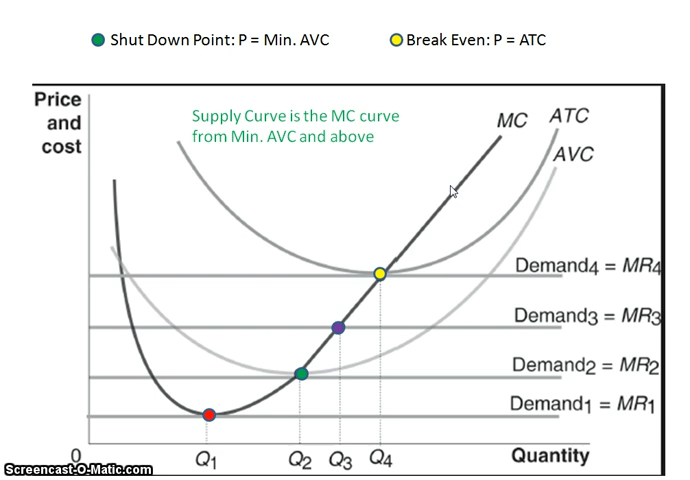 Shut Down Point: P = Min. AVC
Break Even: P = ATC
Price
and
cost
Supply Curve is the MC curve
from Min. AVC and above
MC
ATC
AVC
Demand4 = MR4
Demand3 = MR3
Demand2 = MR2
Demand1 = MR1
0
Q1
Q2
Q3
Q4
Quantity
Screencast-O-Matic.com